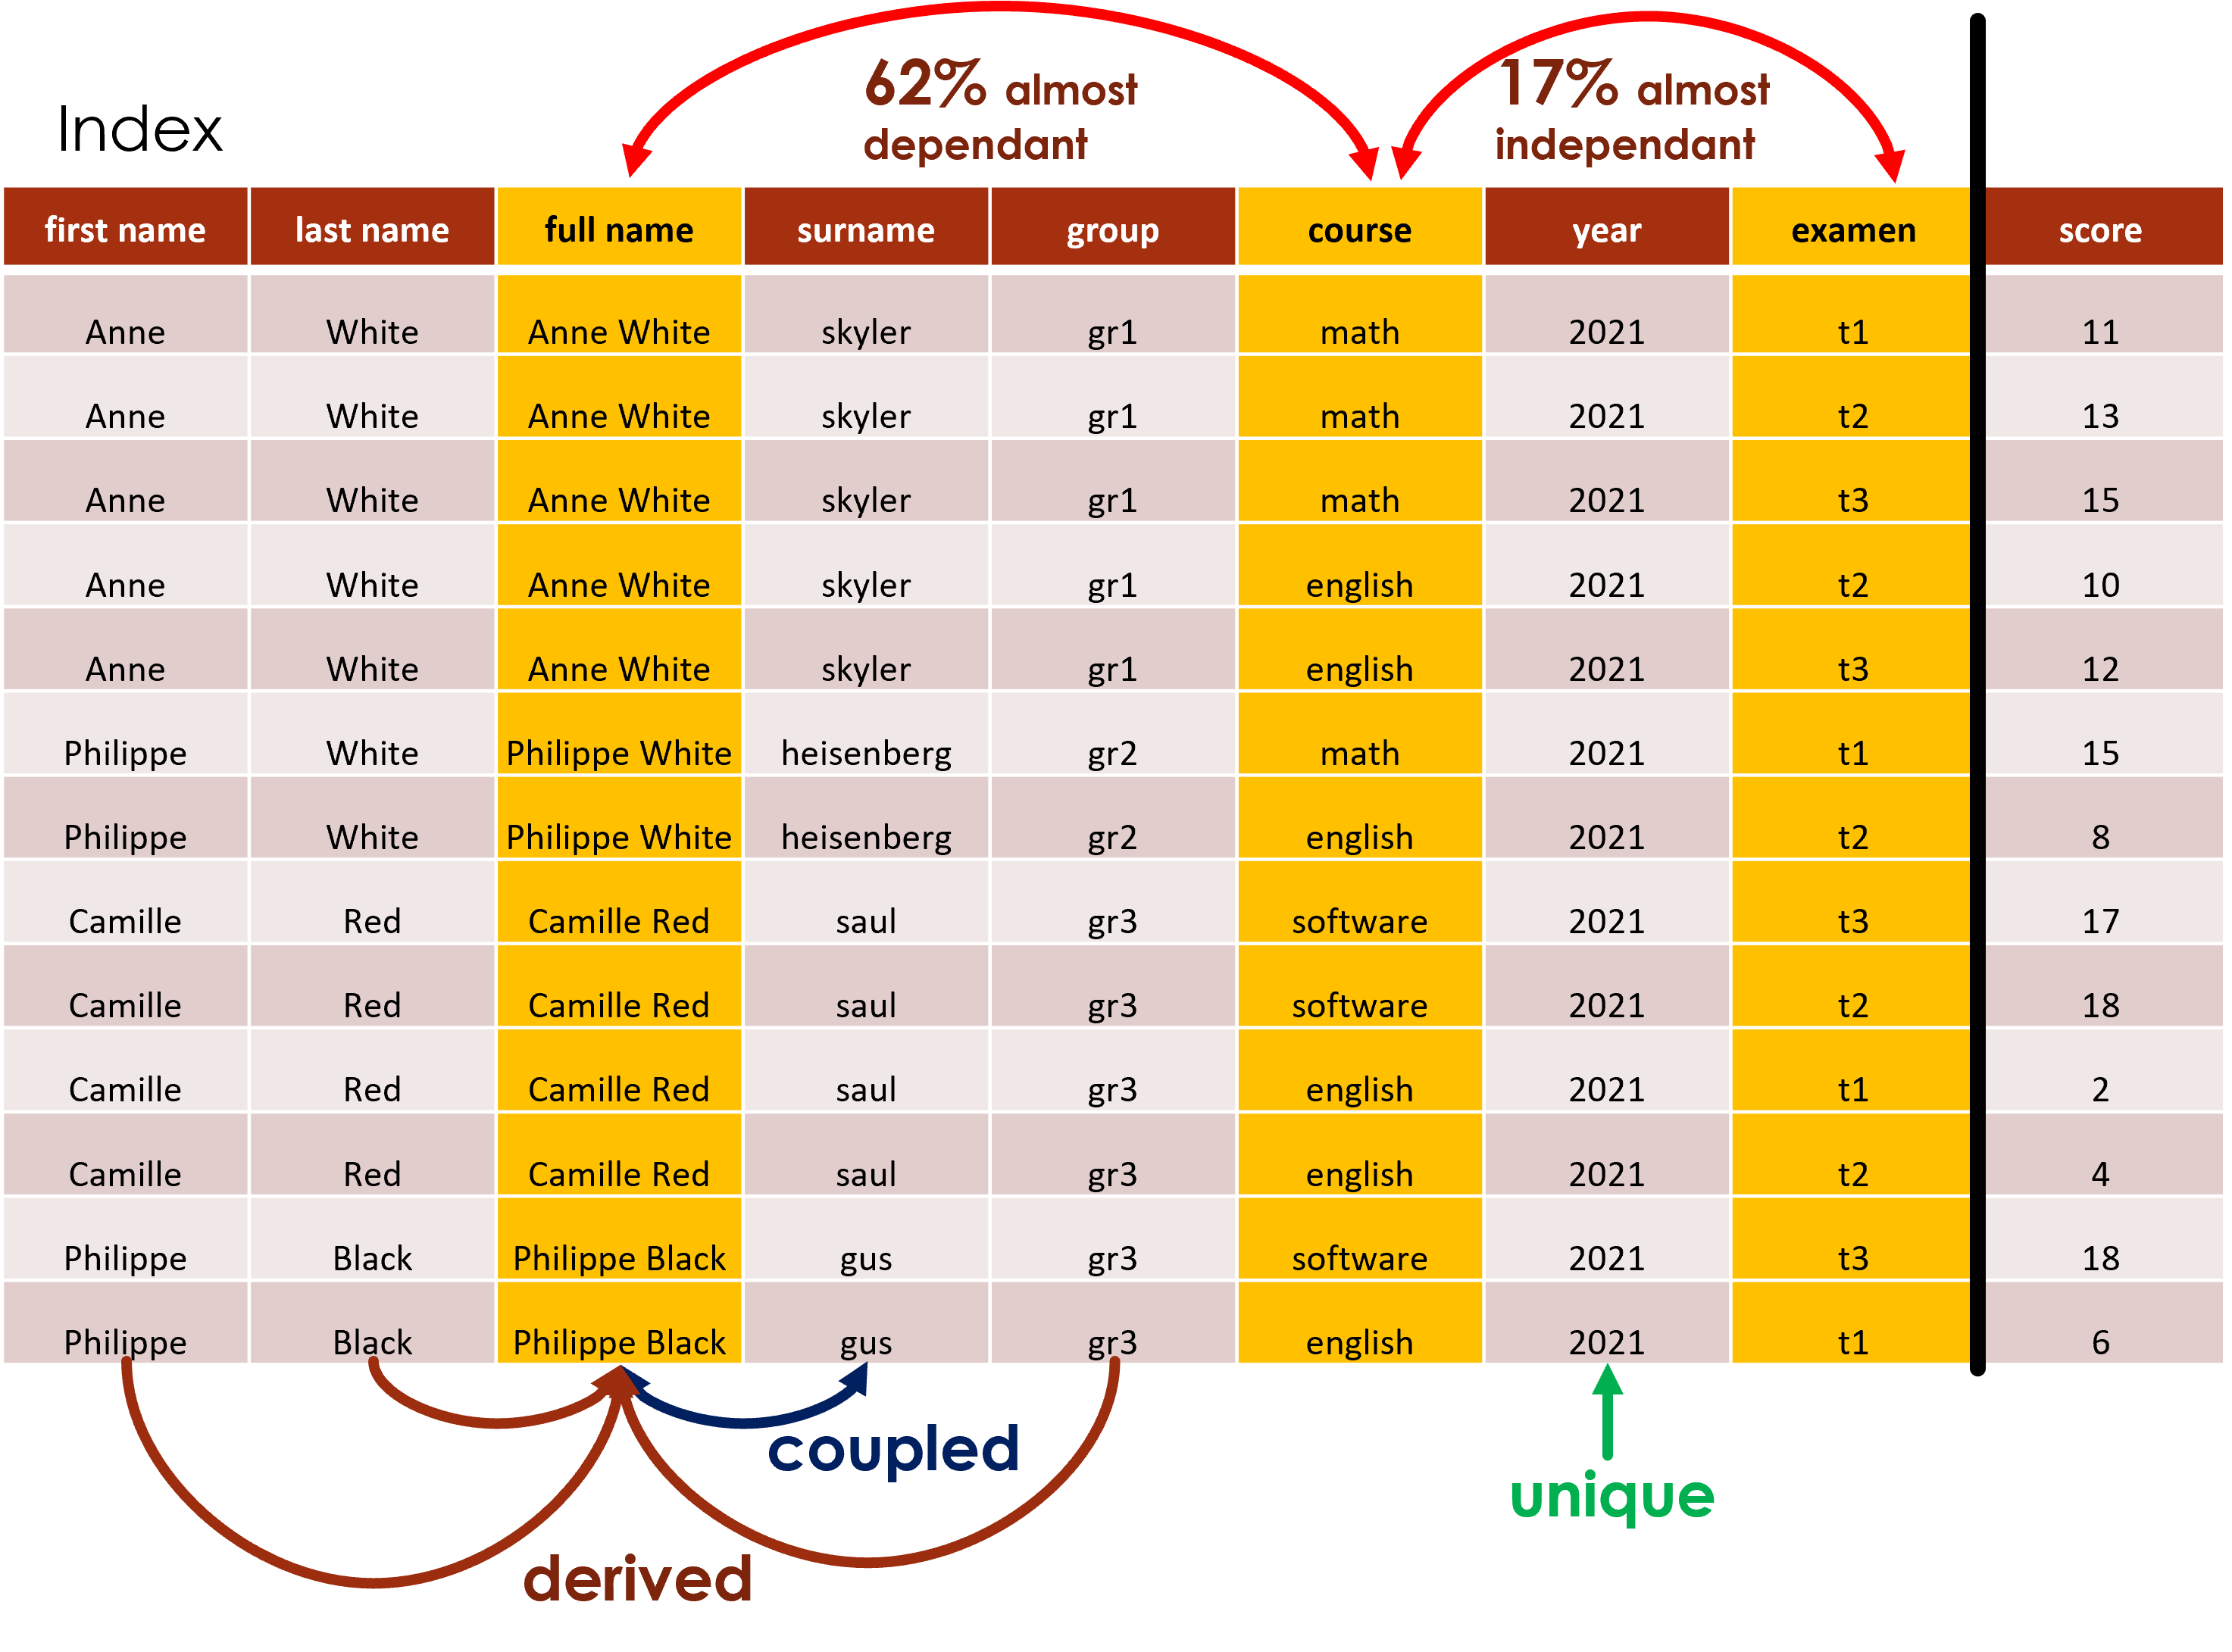 62% almost
dependant
17% almost
independant
Index
first name last name full name surname group course year examen score
Anne White Anne White skyler gr1 math 2021 t1 11
Anne White Anne White skyler gr1 math 2021 t2 13
Anne White Anne White skyler gr1 math 2021 t3 15
Anne White Anne White skyler gr1 english 2021 t2 10
Anne White Anne White skyler gr1 english 2021 t3 12
Philippe White Philippe White heisenberg gr2 math 2021 t1 15
Philippe White Philippe White heisenberg gr2 english 2021 t2 8
Camille Red Camille Red saul gr3 software 2021 t3 17
Camille Red Camille Red saul gr3 software 2021 t2 18
Camille Red Camille Red saul gr3 english 2021 t1 2
Camille Red Camille Red saul gr3 english 2021 t2 4
Philippe Black Philippe Black gus gr3 software 2021 t3 18
Philippe Black Philippe Black gus gr3 english 2021 t1 6
coupled
unique
derived